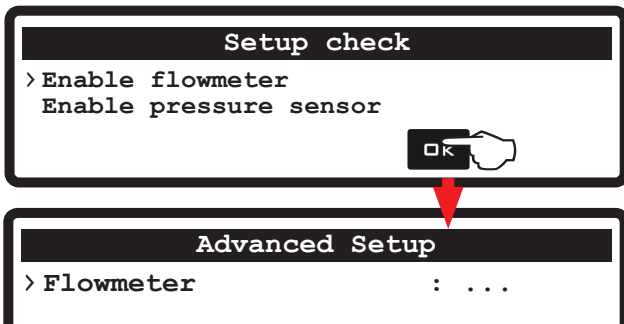 Setup check
> Enable flowmeter
Enable pressure sensor
OK
Advanced Setup
> Flowmeter : ...